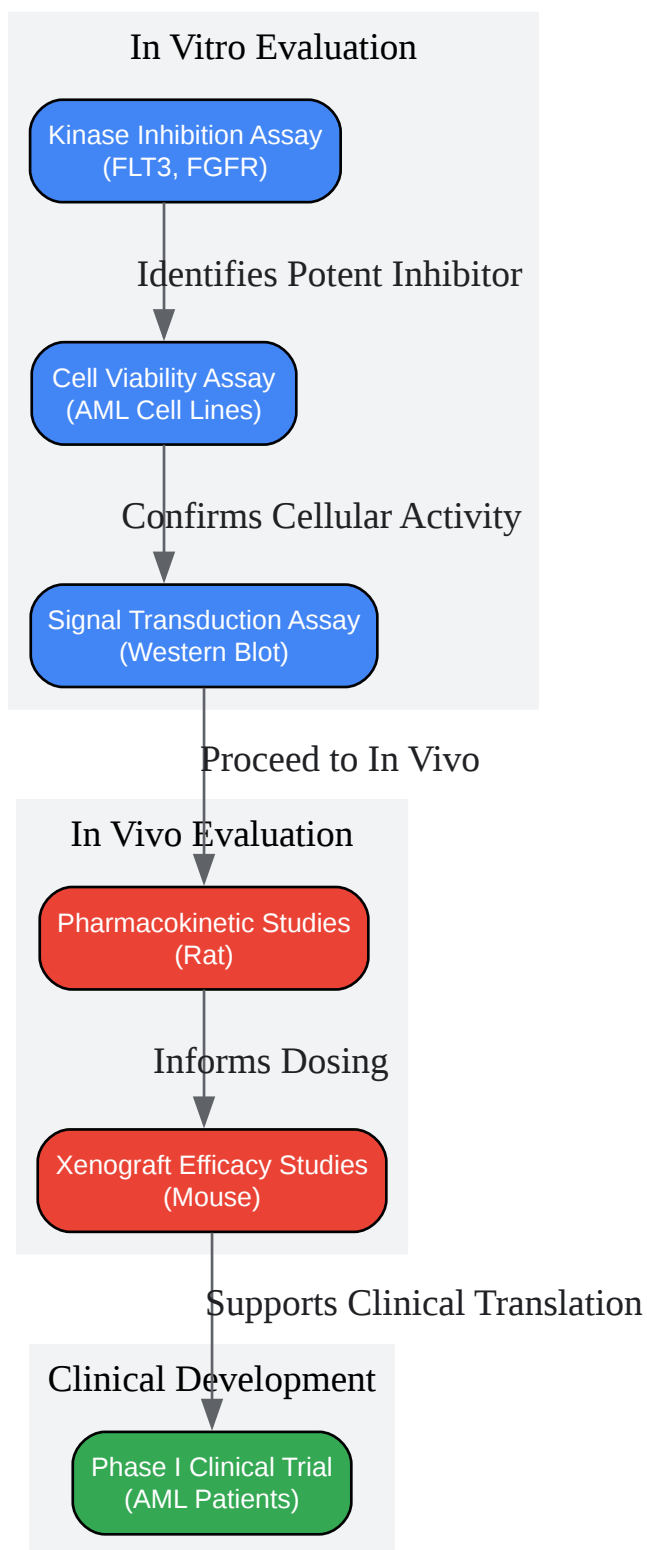 In Vitro Evaluation
Kinase Inhibition Assay
(FLT3, FGFR)
Identifies Potent Inhibitor
Cell Viability Assay
(AML Cell Lines)
Confirms Cellular Activity
Signal Transduction Assay
(Western Blot)
Proceed to In Vivo
In Vivo Evaluation
Pharmacokinetic Studies
(Rat)
Informs Dosing
Xenograft Efficacy Studies
(Mouse)
Supports Clinical Translation
Clinical Development
Phase I Clinical Trial
(AML Patients)